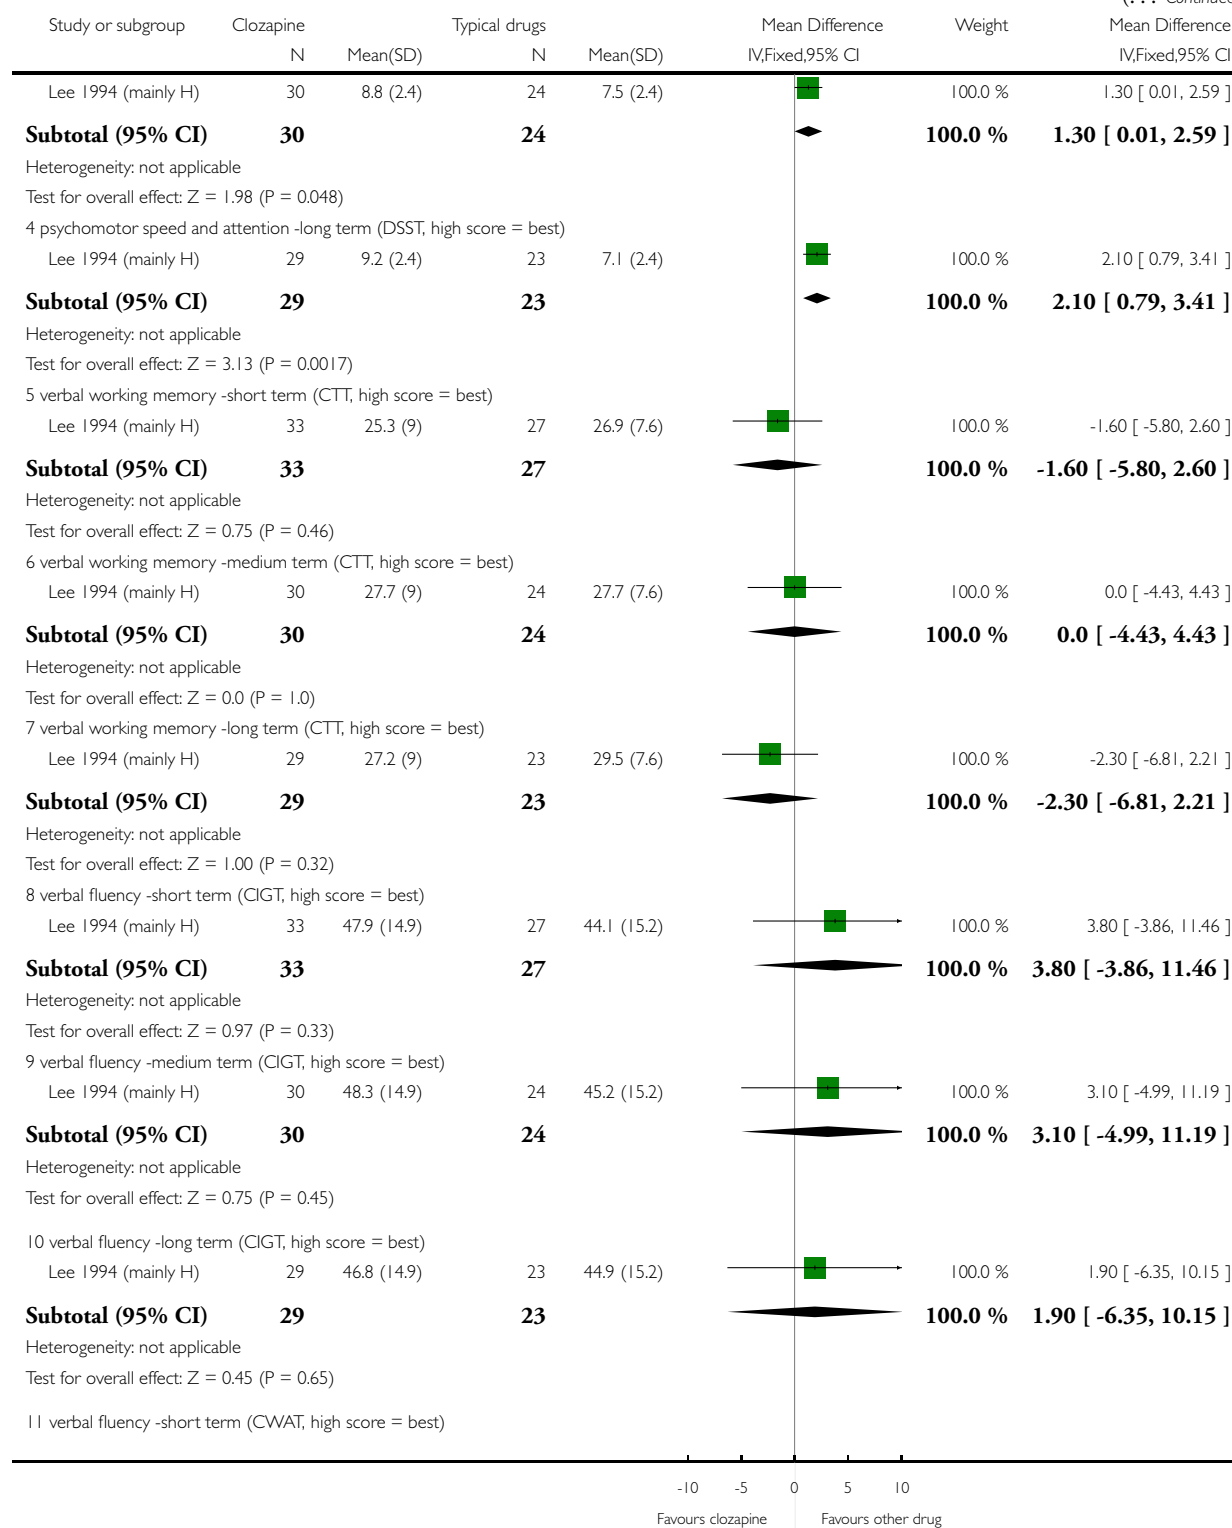 (... Continued
Study or subgroup Clozapine Typical drugs Mean Difference Weight Mean Difference
N Mean(SD) N Mean(SD) IV,Fixed,95% CI IV,Fixed,95% CI
Lee 1994 (mainly H) 30 8.8 (2.4) 24 7.5 (2.4) 100.0 % 1.30 [ 0.01, 2.59 ]
Subtotal (95% CI) 30 24 100.0 % 1.30 [ 0.01, 2.59 ]
Heterogeneity: not applicable
Test for overall effect: Z = 1.98 (P = 0.048)
4 psychomotor speed and attention -long term (DSST, high score = best)
Lee 1994 (mainly H) 29 9.2 (2.4) 23 7.1 (2.4) 100.0 % 2.10 [ 0.79, 3.41 ]
Subtotal (95% CI) 29 23 100.0 % 2.10 [ 0.79, 3.41 ]
Heterogeneity: not applicable
Test for overall effect: Z = 3.13 (P = 0.0017)
5 verbal working memory -short term (CTT, high score = best)
Lee 1994 (mainly H) 33 25.3 (9) 27 26.9 (7.6) 100.0 % -1.60 [ -5.80, 2.60 ]
Subtotal (95% CI) 33 27 100.0 % -1.60 [ -5.80, 2.60 ]
Heterogeneity: not applicable
Test for overall effect: Z = 0.75 (P = 0.46)
6 verbal working memory -medium term (CTT, high score = best)
Lee 1994 (mainly H) 30 27.7 (9) 24 27.7 (7.6) 100.0 % 0.0 [ -4.43, 4.43 ]
Subtotal (95% CI) 30 24 100.0 % 0.0 [ -4.43, 4.43 ]
Heterogeneity: not applicable
Test for overall effect: Z = 0.0 (P = 1.0)
7 verbal working memory -long term (CTT, high score = best)
Lee 1994 (mainly H) 29 27.2 (9) 23 29.5 (7.6) 100.0 % -2.30 [ -6.81, 2.21 ]
Subtotal (95% CI) 29 23 100.0 % -2.30 [ -6.81, 2.21 ]
Heterogeneity: not applicable
Test for overall effect: Z = 1.00 (P = 0.32)
8 verbal fluency -short term (CIGT, high score = best)
Lee 1994 (mainly H) 33 47.9 (14.9) 27 44.1 (15.2) 100.0 % 3.80 [ -3.86, 11.46 ]
Subtotal (95% CI) 33 27 100.0 % 3.80 [ -3.86, 11.46 ]
Heterogeneity: not applicable
Test for overall effect: Z = 0.97 (P = 0.33)
9 verbal fluency -medium term (CIGT, high score = best)
Lee 1994 (mainly H) 30 48.3 (14.9) 24 45.2 (15.2) 100.0 % 3.10 [ -4.99, 11.19 ]
Subtotal (95% CI) 30 24 100.0 % 3.10 [ -4.99, 11.19 ]
Heterogeneity: not applicable
Test for overall effect: Z = 0.75 (P = 0.45)
10 verbal fluency -long term (CIGT, high score = best)
Lee 1994 (mainly H) 29 46.8 (14.9) 23 44.9 (15.2) 100.0 % 1.90 [ -6.35, 10.15 ]
Subtotal (95% CI) 29 23 100.0 % 1.90 [ -6.35, 10.15 ]
Heterogeneity: not applicable
Test for overall effect: Z = 0.45 (P = 0.65)
11 verbal fluency -short term (CWAT, high score = best)
-10 -5 0 5 10
Favours clozapine Favours other drug